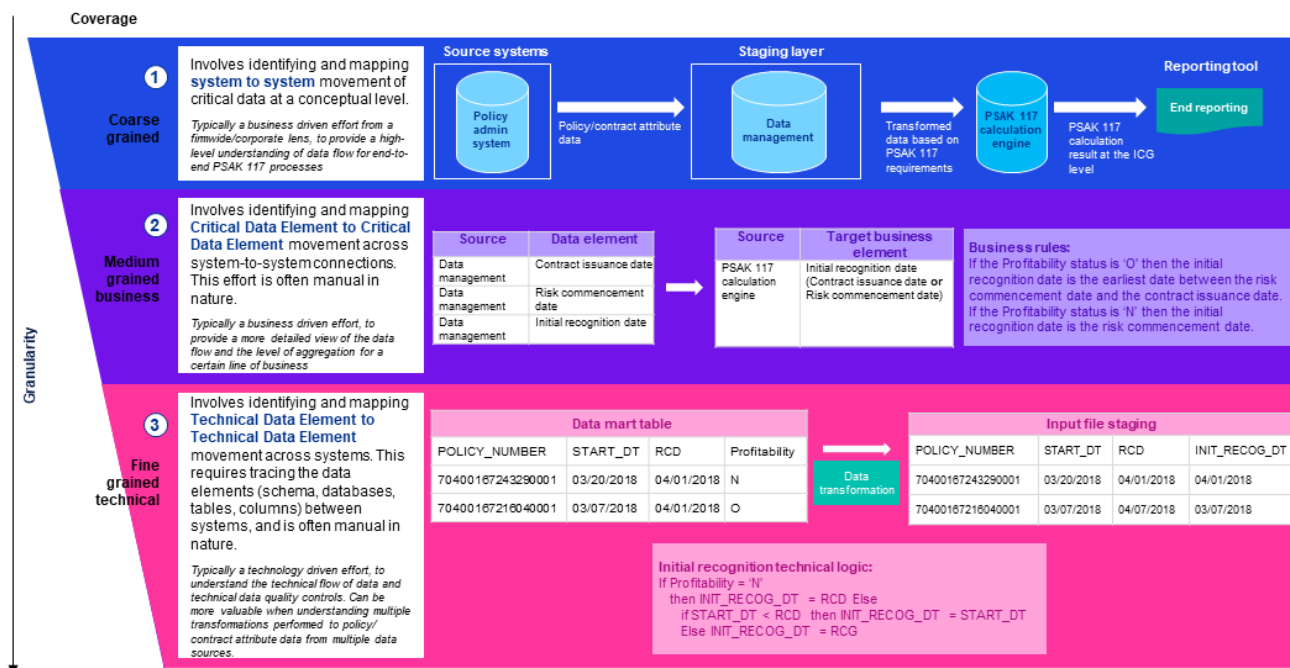 Coverage
Granularity
1
Coarse
grained
Involves identifying and mapping
system to system movement of
critical data at a conceptual level.
Typically a business driven effort from a
firmwide/corporate lens, to provide a high-
level understanding of data flow for end-to-
end PSAK 117 processes
Source systems
Policy
admin
system
Policy/contract attribute
data
Staging layer
Data
management
Transformed
data based on
PSAK 117
requirements
PSAK 117
calculation
engine
PSAK 117
calculation
result at the ICG
level
Reporting tool
End reporting
2
Medium
grained
business
Involves identifying and mapping
Critical Data Element to Critical
Data Element movement across
system-to-system connections.
This effort is often manual in
nature.
Typically a business driven effort, to
provide a more detailed view of the data
flow and the level of aggregation for a
certain line of business
Source Data element
Data
management
Contract issuance date
Data
management
Risk commencement
date
Data
management
Initial recognition date
Source Target business
element
PSAK 117
calculation
engine
Initial recognition date
(Contract issuance date or
Risk commencement date)
Business rules:
If the Profitability status is ‘O’ then the initial
recognition date is the earliest date between the risk
commencement date and the contract issuance date.
If the Profitability status is ‘N’ then the initial
recognition date is the risk commencement date.
3
Fine
grained
technical
Involves identifying and mapping
Technical Data Element to
Technical Data Element
movement across systems. This
requires tracing the data
elements (schema, databases,
tables, columns) between
systems, and is often manual in
nature.
Typically a technology driven effort, to
understand the technical flow of data and
technical data quality controls. Can be
more valuable when understanding multiple
transformations performed to policy/
contract attribute data from multiple data
sources.
Data mart table
POLICY_NUMBER START_DT RCD Profitability
70400167243290001 03/20/2018 04/01/2018 N
70400167216040001 03/07/2018 04/01/2018 O
Data
transformation
Input file staging
POLICY_NUMBER START_DT RCD INIT_RECOG_DT
70400167243290001 03/20/2018 04/01/2018 04/01/2018
70400167216040001 03/07/2018 04/07/2018 03/07/2018
Initial recognition technical logic:
If Profitability = ‘N’
then INIT_RECOG_DT = RCD Else
if START_DT < RCD then INIT_RECOG_DT = START_DT
Else INIT_RECOG_DT = RCG